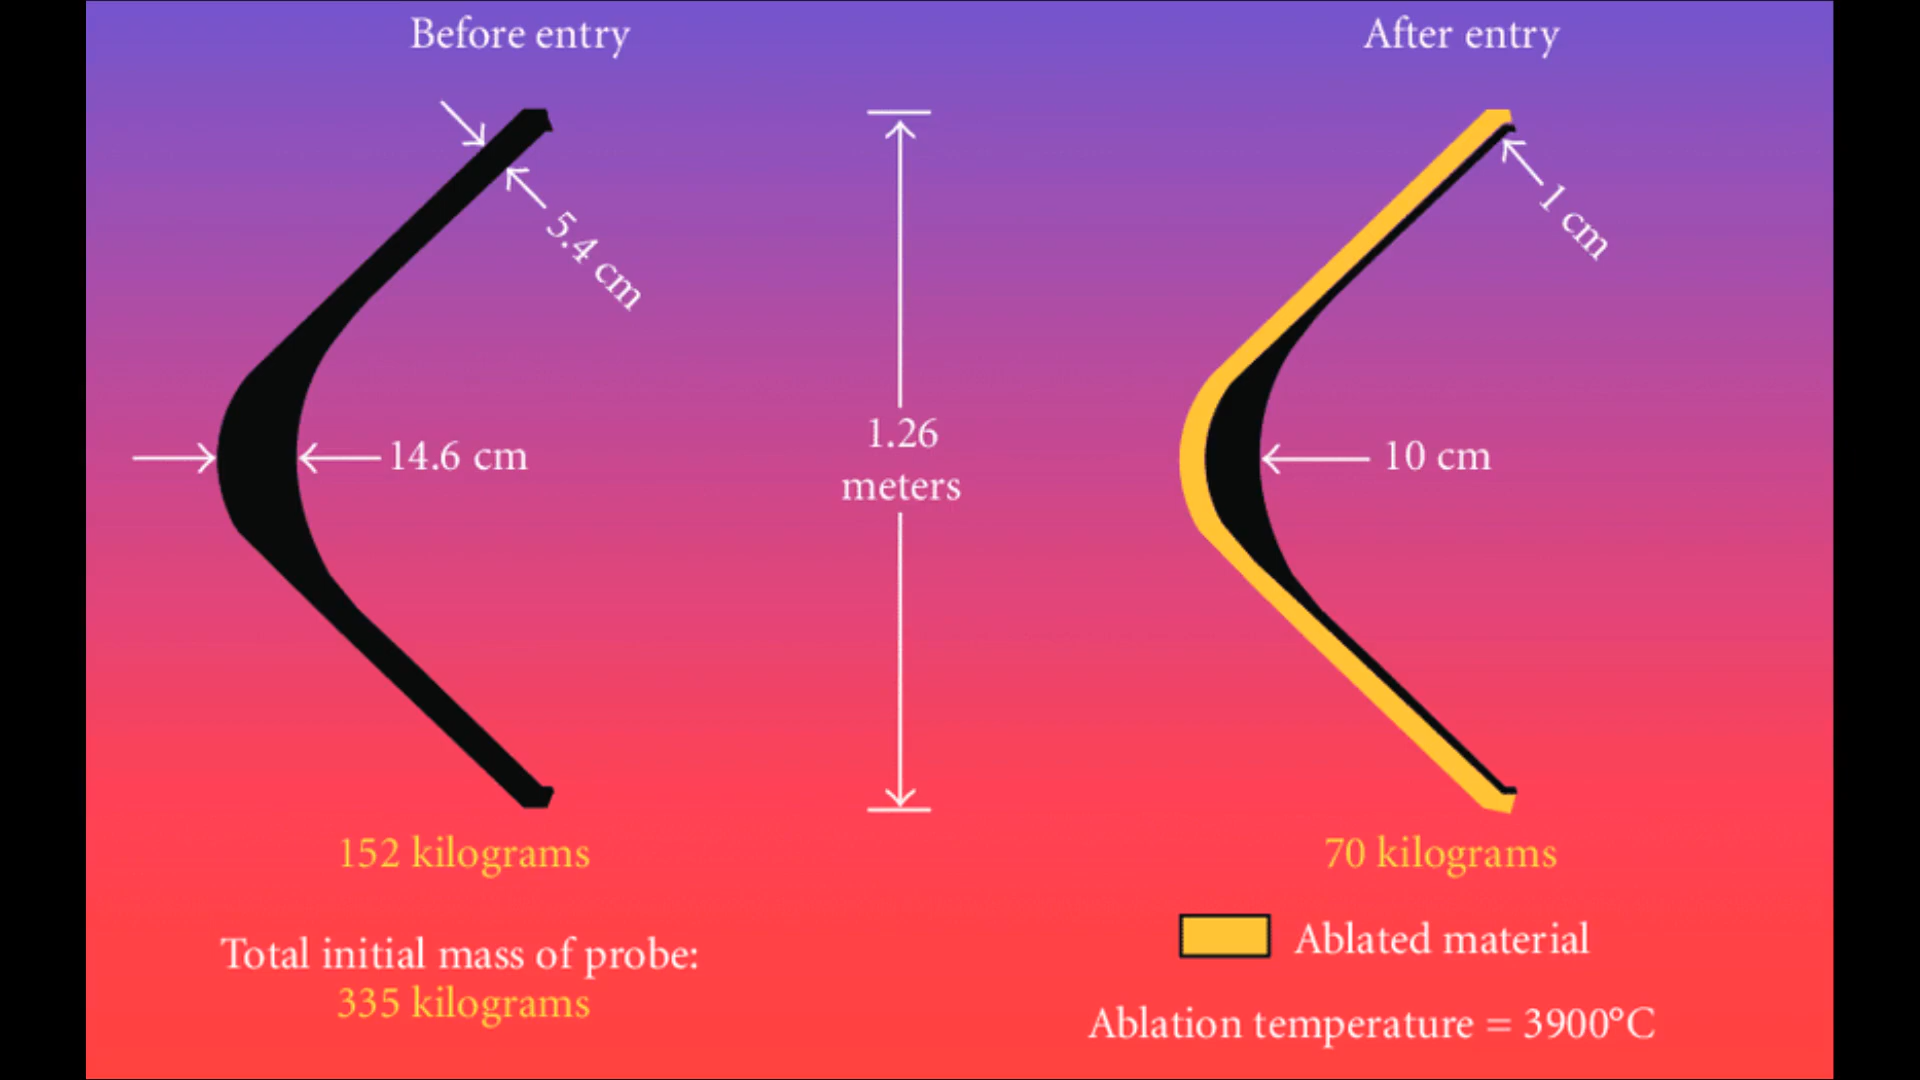 Before entry
5.4 cm
14.6 cm
152 kilograms
Total initial mass of probe:
335 kilograms
1.26
meters
After entry
1 cm
10 cm
70 kilograms
Ablated material
Ablation temperature = 3900°C